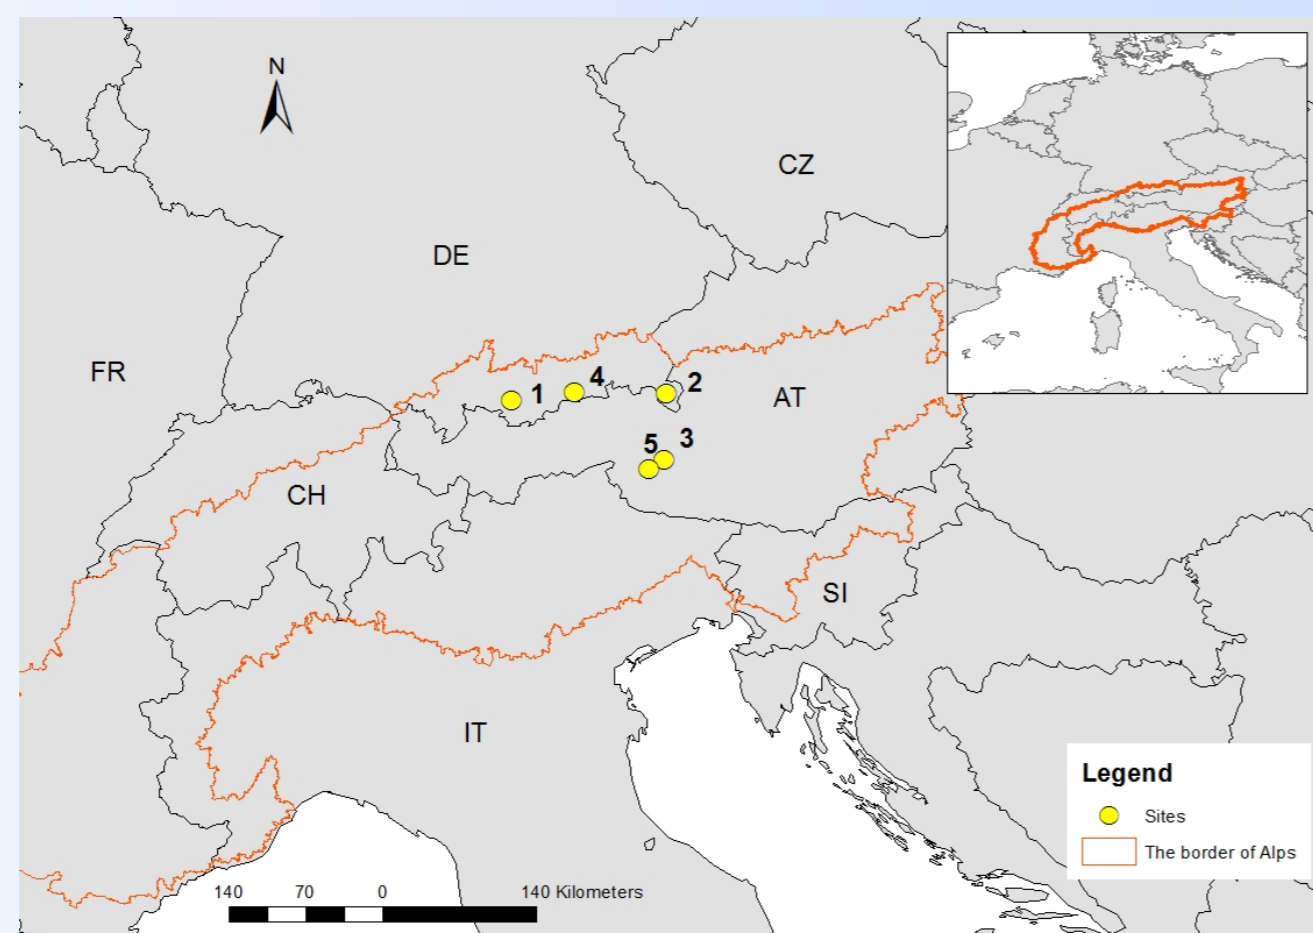 N
CZ
DE
FR
1
4
2
AT
5
3
CH
SI
IT
Legend
Sites
The border of Alps
140 70 0 140 Kilometers